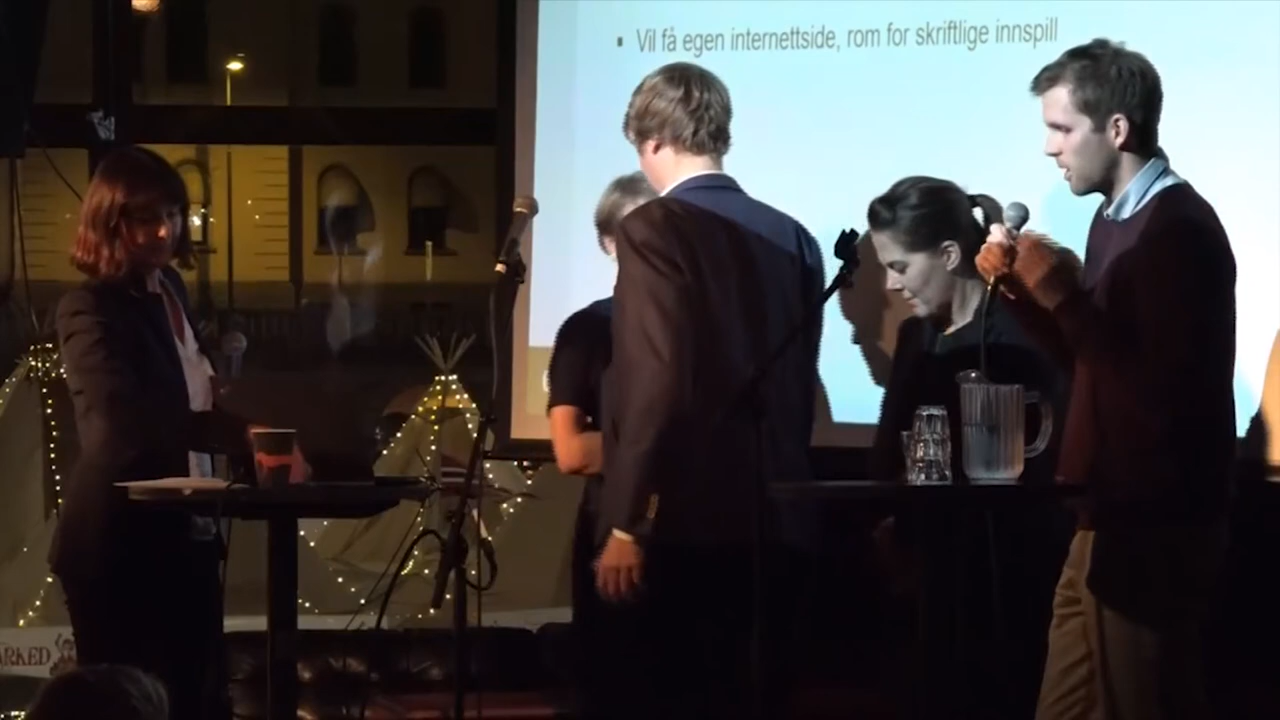 ▪ Vil få egen internettside, rom for skriftlige innspill
ARKED